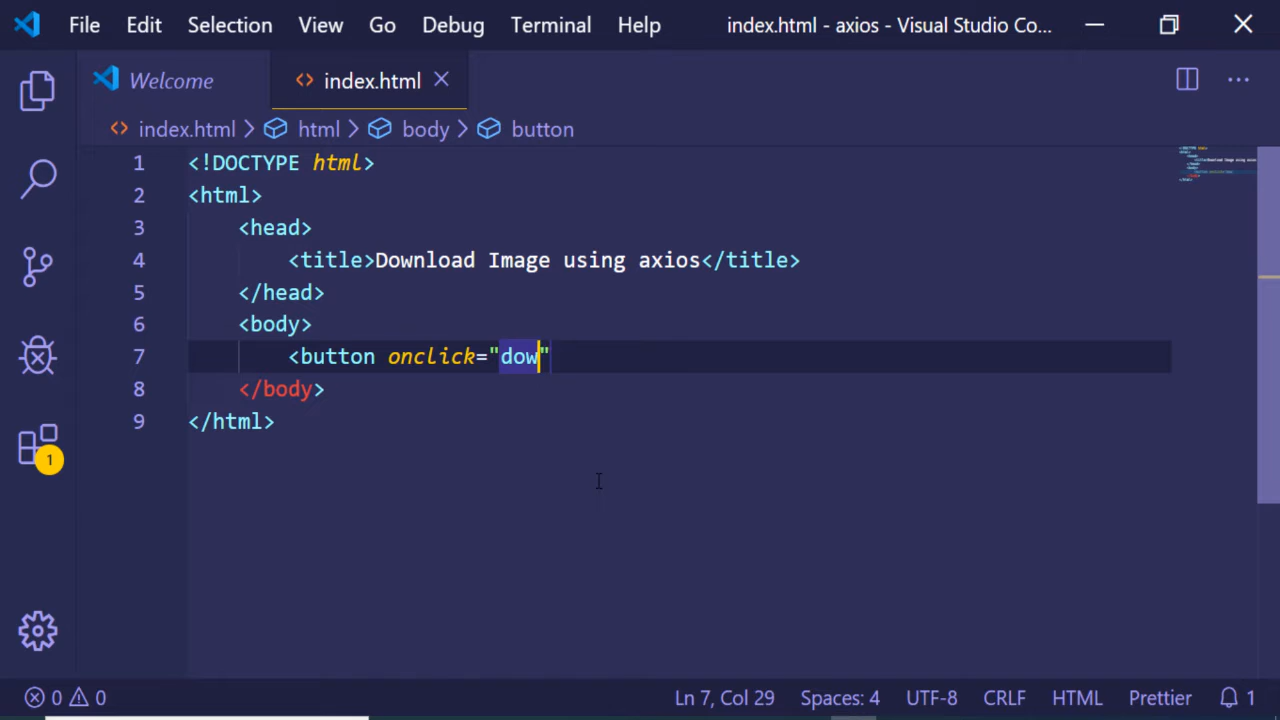 File Edit Selection View Go Debug Terminal Help index.html - axios - Visual Studio Co...
Welcome index.html
index.html html body button
1 <!DOCTYPE html>
2 <html>
3 <head>
4 <title>Download Image using axios</title>
5 </head>
6 <body>
7 <button onclick="dow"
8 </body>
9 </html>
1
0 0 Ln 7, Col 29 Spaces: 4 UTF-8 CRLF HTML Prettier 1